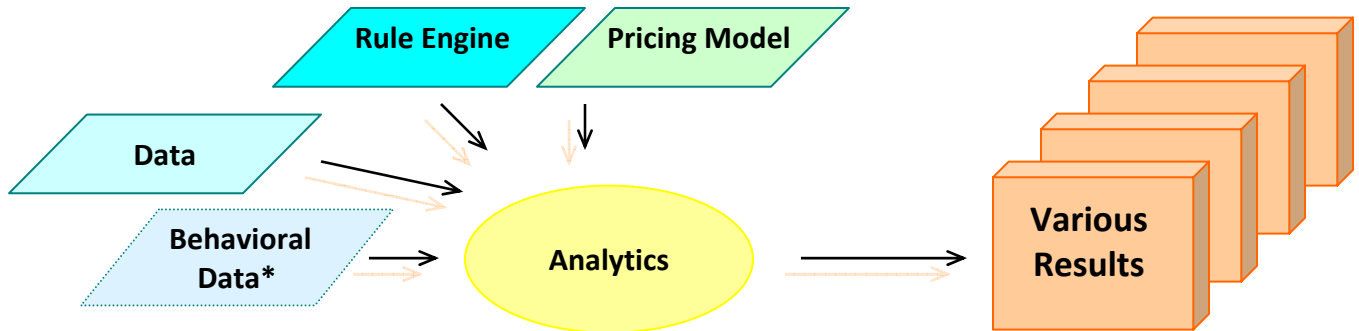 Rule Engine
Pricing Model
Data
Behavioral
Data*
Analytics
Various
Results